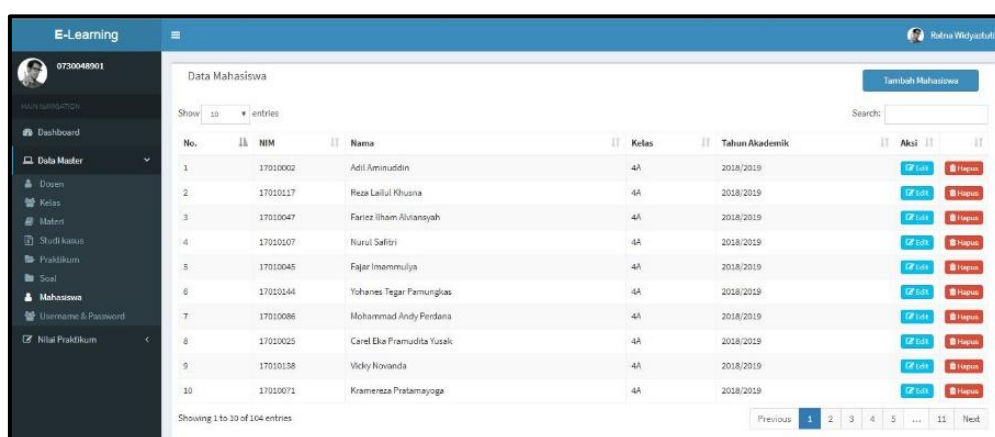 E-Learning
Ratna Widyastuti
0730048901
MAIN NAVIGATION
Dashboard
Data Master
Dosen
Kelas
Materi
Studi kasus
Praktikum
Soal
Mahasiswa
Username & Password
Nilai Praktikum
Data Mahasiswa
Tambah Mahasiswa
Show 10 entries
Search:
No. NIM Nama Kelas Tahun Akademik Aksi
1 17010002 Adil Aminuddin 4A 2018/2019 Edit Hapus
2 17010117 Reza Lailul Khusna 4A 2018/2019 Edit Hapus
3 17010047 Fariez Ilham Alviansyah 4A 2018/2019 Edit Hapus
4 17010107 Nurul Safitri 4A 2018/2019 Edit Hapus
5 17010045 Fajar Imammulya 4A 2018/2019 Edit Hapus
6 17010144 Yohanes Tegar Pamungkas 4A 2018/2019 Edit Hapus
7 17010086 Mohammad Andy Perdana 4A 2018/2019 Edit Hapus
8 17010025 Carel Eka Pramudita Yusak 4A 2018/2019 Edit Hapus
9 17010138 Vicky Novanda 4A 2018/2019 Edit Hapus
10 17010071 Kramereza Pratamayoga 4A 2018/2019 Edit Hapus
Showing 1 to 10 of 104 entries
Previous 1 2 3 4 5 ... 11 Next